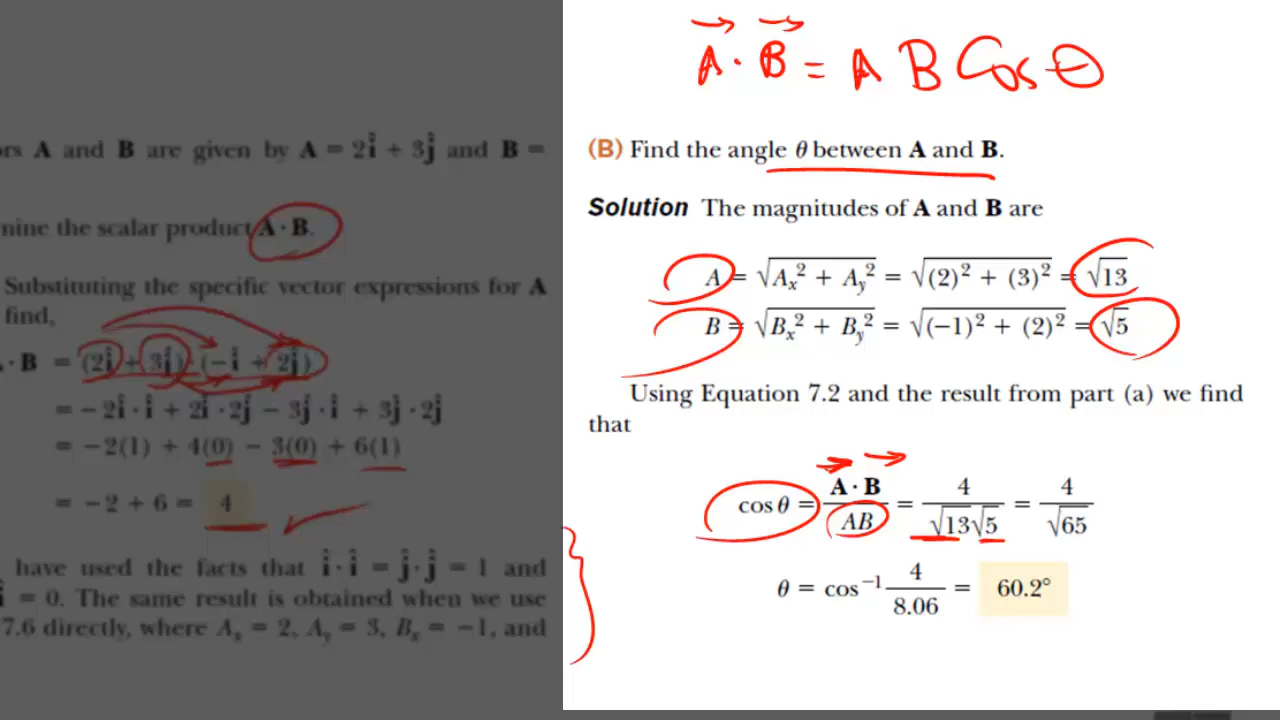 ors A and B are given by A = 2î + 3ĵ and B =
mine the scalar product A · B.
Substituting the specific vector expressions for A
find,
· B = (2î + 3ĵ) · (−î + 2ĵ)
= −2î · î + 2î · 2ĵ − 3ĵ · î + 3ĵ · 2ĵ
= −2(1) + 4(0) − 3(0) + 6(1)
= −2 + 6 = 4
have used the facts that î · î = ĵ · ĵ = 1 and
î = 0. The same result is obtained when we use
7.6 directly, where Aₓ = 2, A_y = 3, Bₓ = −1, and
A⃗ · B⃗ = A B Cos θ
(B) Find the angle θ between A and B.
Solution The magnitudes of A and B are
A = √(Aₓ² + A_y²) = √((2)² + (3)²) = √13
B = √(Bₓ² + B_y²) = √((−1)² + (2)²) = √5
Using Equation 7.2 and the result from part (a) we find
that
cos θ = A · B / AB = 4 / √13√5 = 4 / √65
θ = cos⁻¹ 4 / 8.06 = 60.2°